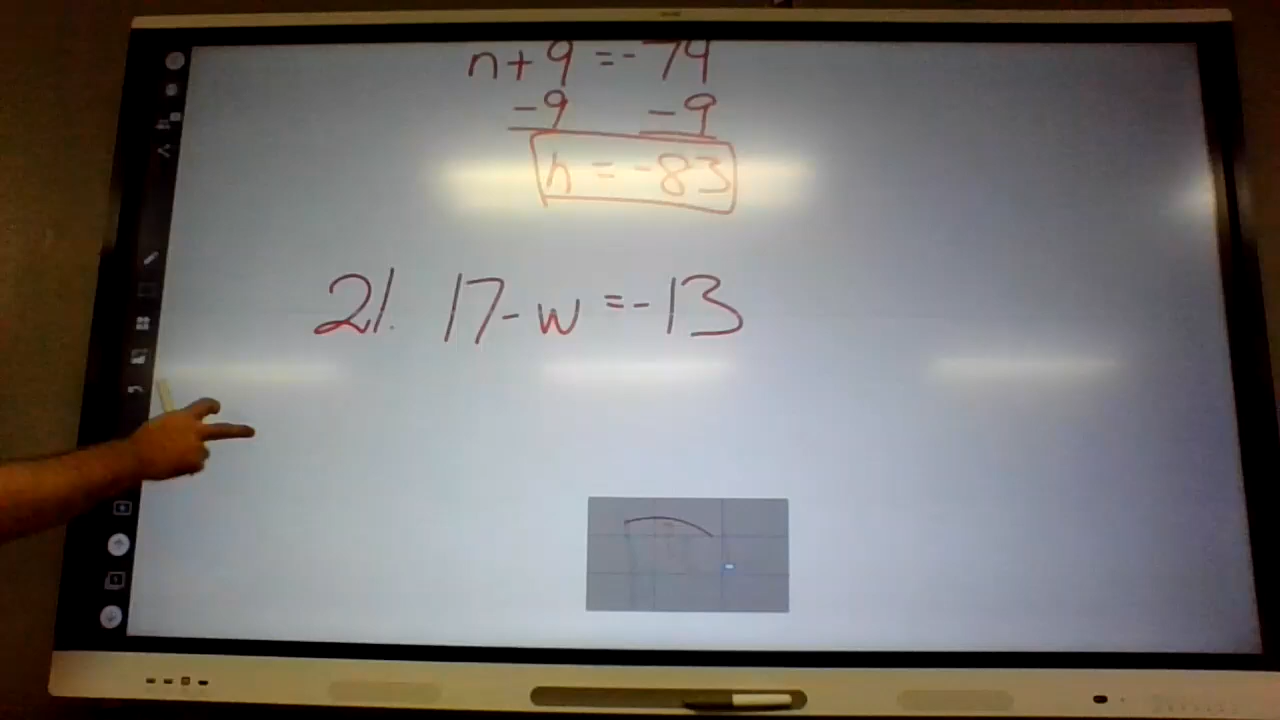 n+9 =-74
-9 -9
n = -83
21. 17-w=-13